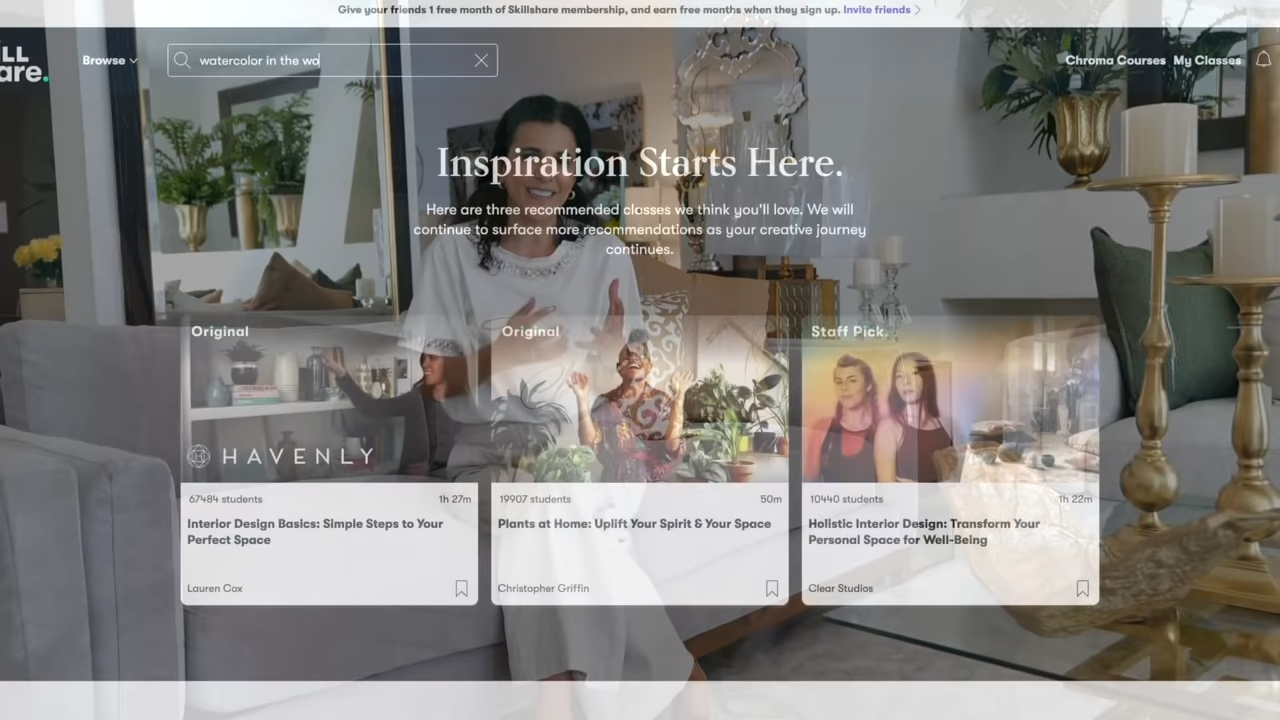 Give your friends 1 free month of Skillshare membership, and earn free months when they sign up. Invite friends
ILL
are.
Browse
watercolor in the wo
Chroma Courses
My Classes
Inspiration Starts Here.
Here are three recommended classes we think you'll love. We will
continue to surface more recommendations as your creative journey
continues.
Original
HAVENLY
67484 students
1h 27m
Interior Design Basics: Simple Steps to Your
Perfect Space
Lauren Cox
Original
19907 students
50m
Plants at Home: Uplift Your Spirit & Your Space
Christopher Griffin
Staff Pick
10440 students
1h 22m
Holistic Interior Design: Transform Your
Personal Space for Well-Being
Clear Studios